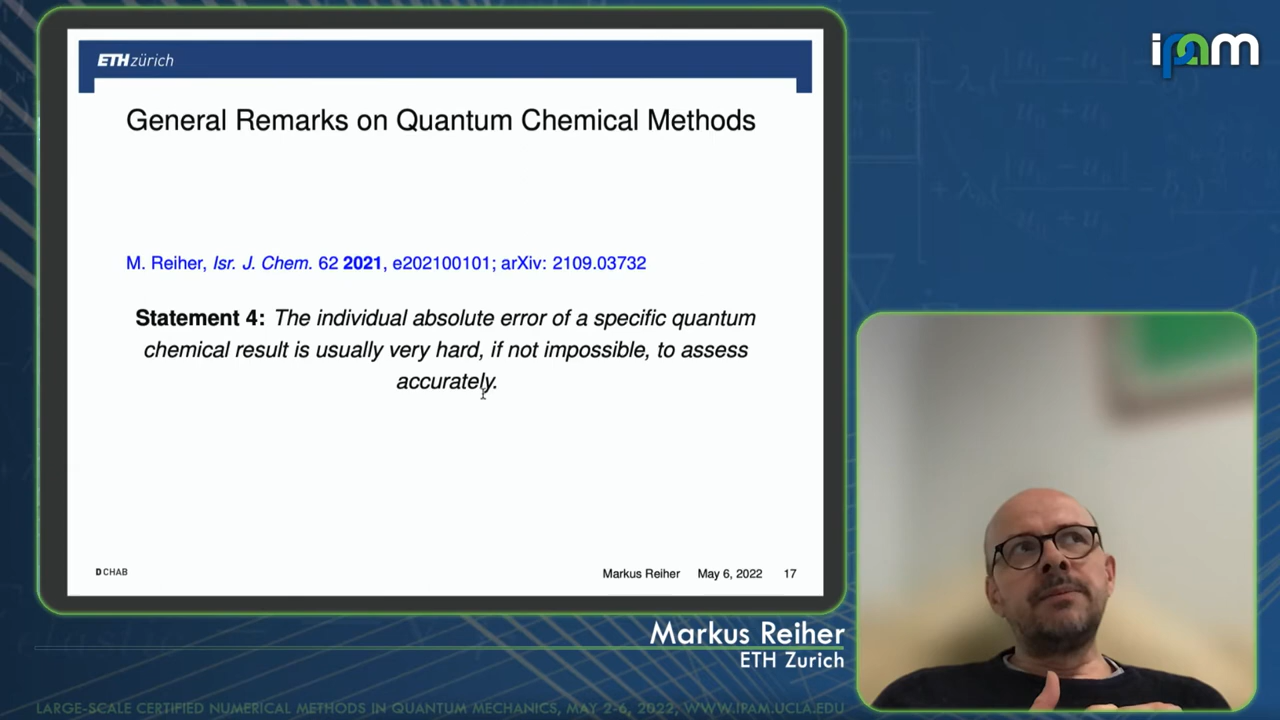 ETH zürich
ipam
General Remarks on Quantum Chemical Methods
M. Reiher, Isr. J. Chem. 62 2021, e202100101; arXiv: 2109.03732
Statement 4: The individual absolute error of a specific quantum
chemical result is usually very hard, if not impossible, to assess
accurately.
D CHAB
Markus Reiher May 6, 2022 17
Markus Reiher
ETH Zurich
LARGE-SCALE CERTIFIED NUMERICAL METHODS IN QUANTUM MECHANICS, MAY 2-6, 2022, WWW.IPAM.UCLA.EDU